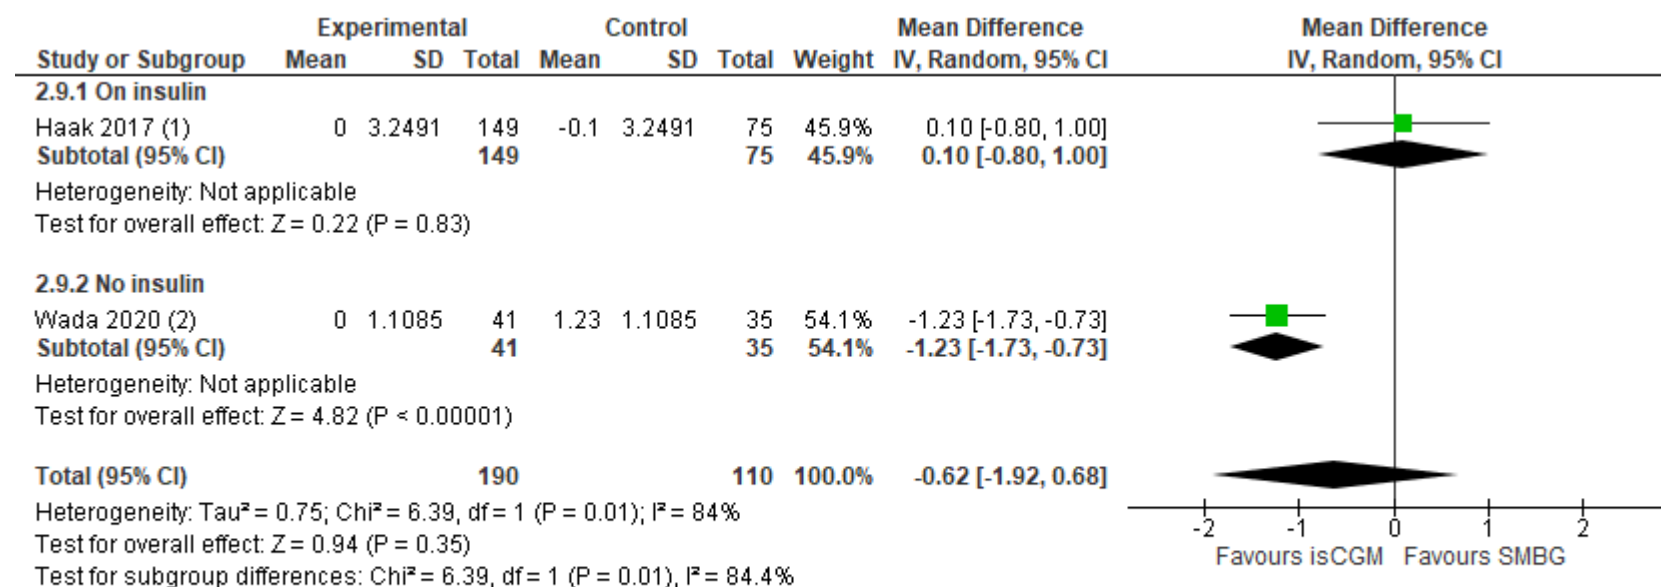 Experimental Control Mean Difference Mean Difference
Study or Subgroup Mean SD Total Mean SD Total Weight IV, Random, 95% CI IV, Random, 95% CI
2.9.1 On insulin
Haak 2017 (1) 0 3.2491 149 -0.1 3.2491 75 45.9% 0.10 [-0.80, 1.00]
Subtotal (95% CI) 149 75 45.9% 0.10 [-0.80, 1.00]
Heterogeneity: Not applicable
Test for overall effect: Z = 0.22 (P = 0.83)
2.9.2 No insulin
Wada 2020 (2) 0 1.1085 41 1.23 1.1085 35 54.1% -1.23 [-1.73, -0.73]
Subtotal (95% CI) 41 35 54.1% -1.23 [-1.73, -0.73]
Heterogeneity: Not applicable
Test for overall effect: Z = 4.82 (P < 0.00001)
Total (95% CI) 190 110 100.0% -0.62 [-1.92, 0.68]
Heterogeneity: Tau² = 0.75; Chi² = 6.39, df = 1 (P = 0.01); I² = 84%
Test for overall effect: Z = 0.94 (P = 0.35)
Test for subgroup differences: Chi² = 6.39, df = 1 (P = 0.01), I² = 84.4%
-2 -1 0 1 2
Favours isCGM Favours SMBG